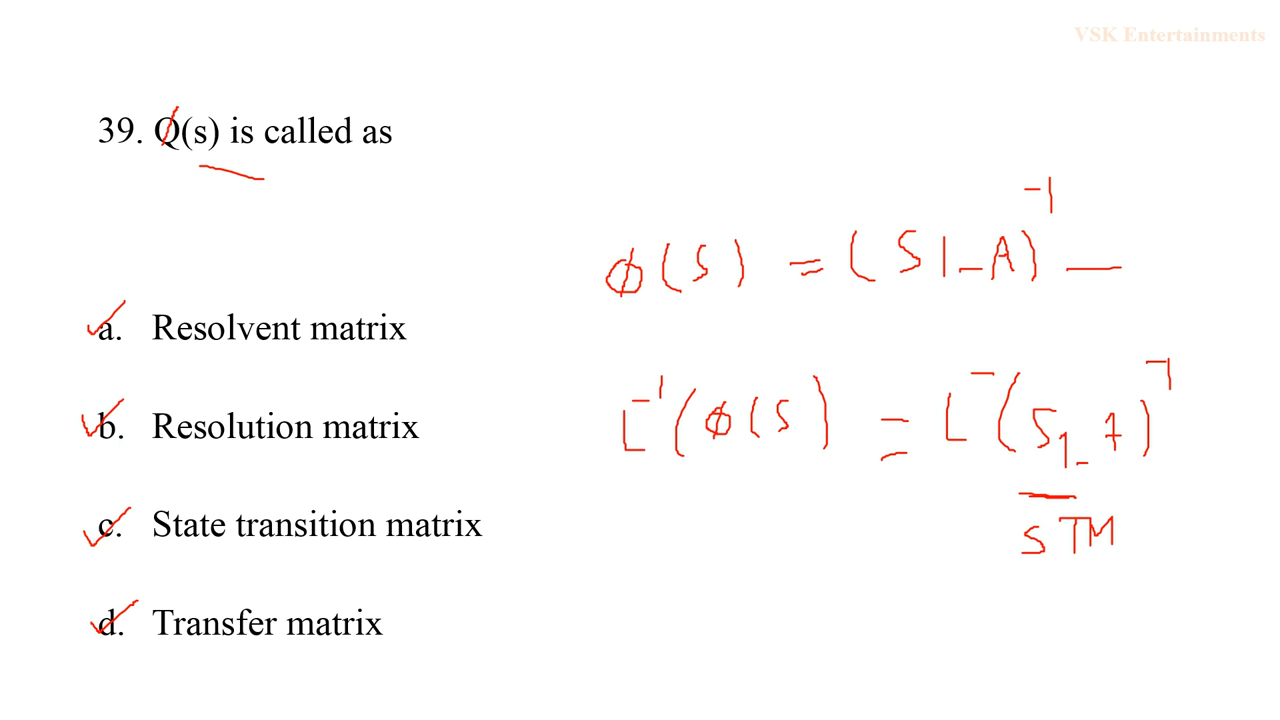 VSK Entertainments
39. Q(s) is called as
ϕ(S) = (SI-A)⁻¹
a. Resolvent matrix
L⁻¹(ϕ(S) = L⁻(SI-A)⁻¹
b. Resolution matrix
c. State transition matrix
STM
d. Transfer matrix